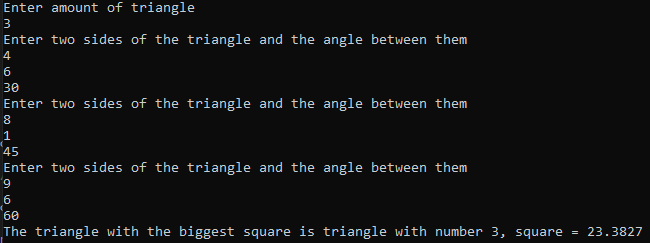 Enter amount of triangle
3
Enter two sides of the triangle and the angle between them
4
6
30
Enter two sides of the triangle and the angle between them
8
1
45
Enter two sides of the triangle and the angle between them
9
6
60
The triangle with the biggest square is triangle with number 3, square = 23.3827